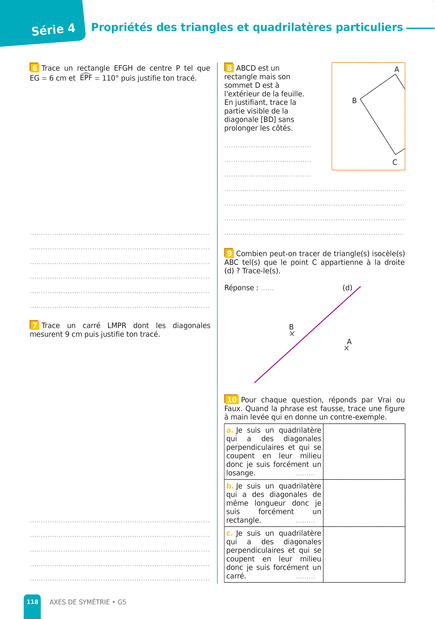 Série 4
Propriétés des triangles et quadrilatères particuliers
6 Trace un rectangle EFGH de centre P tel que
EG = 6 cm et EPF = 110° puis justifie ton tracé.
7 Trace un carré LMPR dont les diagonales
mesurent 9 cm puis justifie ton tracé.
8 ABCD est un
rectangle mais son
sommet D est à
l'extérieur de la feuille.
En justifiant, trace la
partie visible de la
diagonale [BD] sans
prolonger les côtés.
A
B
C
9 Combien peut-on tracer de triangle(s) isocèle(s)
ABC tel(s) que le point C appartienne à la droite
(d) ? Trace-le(s).
Réponse : ......
(d)
B
A
10 Pour chaque question, réponds par Vrai ou
Faux. Quand la phrase est fausse, trace une figure
à main levée qui en donne un contre-exemple.
a. Je suis un quadrilatère
qui a des diagonales
perpendiculaires et qui se
coupent en leur milieu
donc je suis forcément un
losange. .........
b. Je suis un quadrilatère
qui a des diagonales de
même longueur donc je
suis forcément un
rectangle. .........
c. Je suis un quadrilatère
qui a des diagonales
perpendiculaires et qui se
coupent en leur milieu
donc je suis forcément un
carré. .........
118 AXES DE SYMÉTRIE • G5